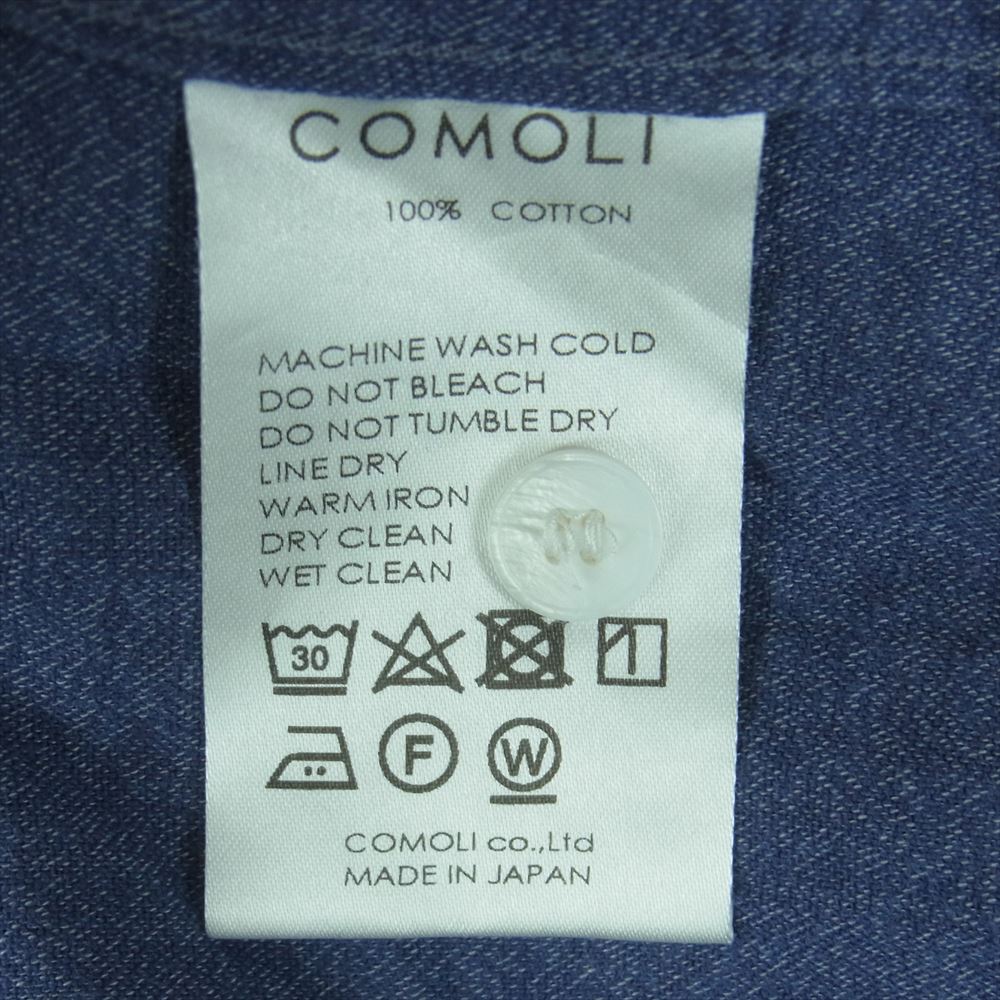 COMOLI
100% COTTON
MACHINE WASH COLD
DO NOT BLEACH
DO NOT TUMBLE DRY
LINE DRY
WARM IRON
DRY CLEAN
WET CLEAN
30
F W
COMOLI co.,Ltd
MADE IN JAPAN